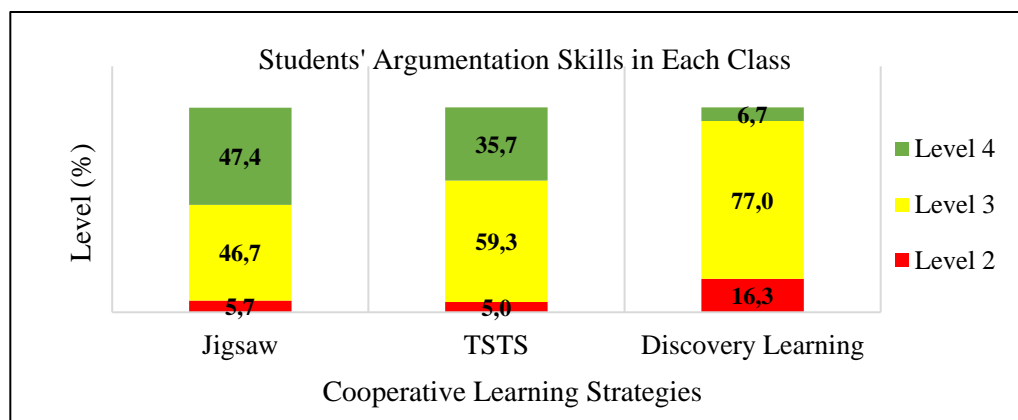 Students' Argumentation Skills in Each Class
Level (%)
47,4
46,7
5,7
35,7
59,3
5,0
6,7
77,0
16,3
Level 4
Level 3
Level 2
Jigsaw
TSTS
Discovery Learning
Cooperative Learning Strategies